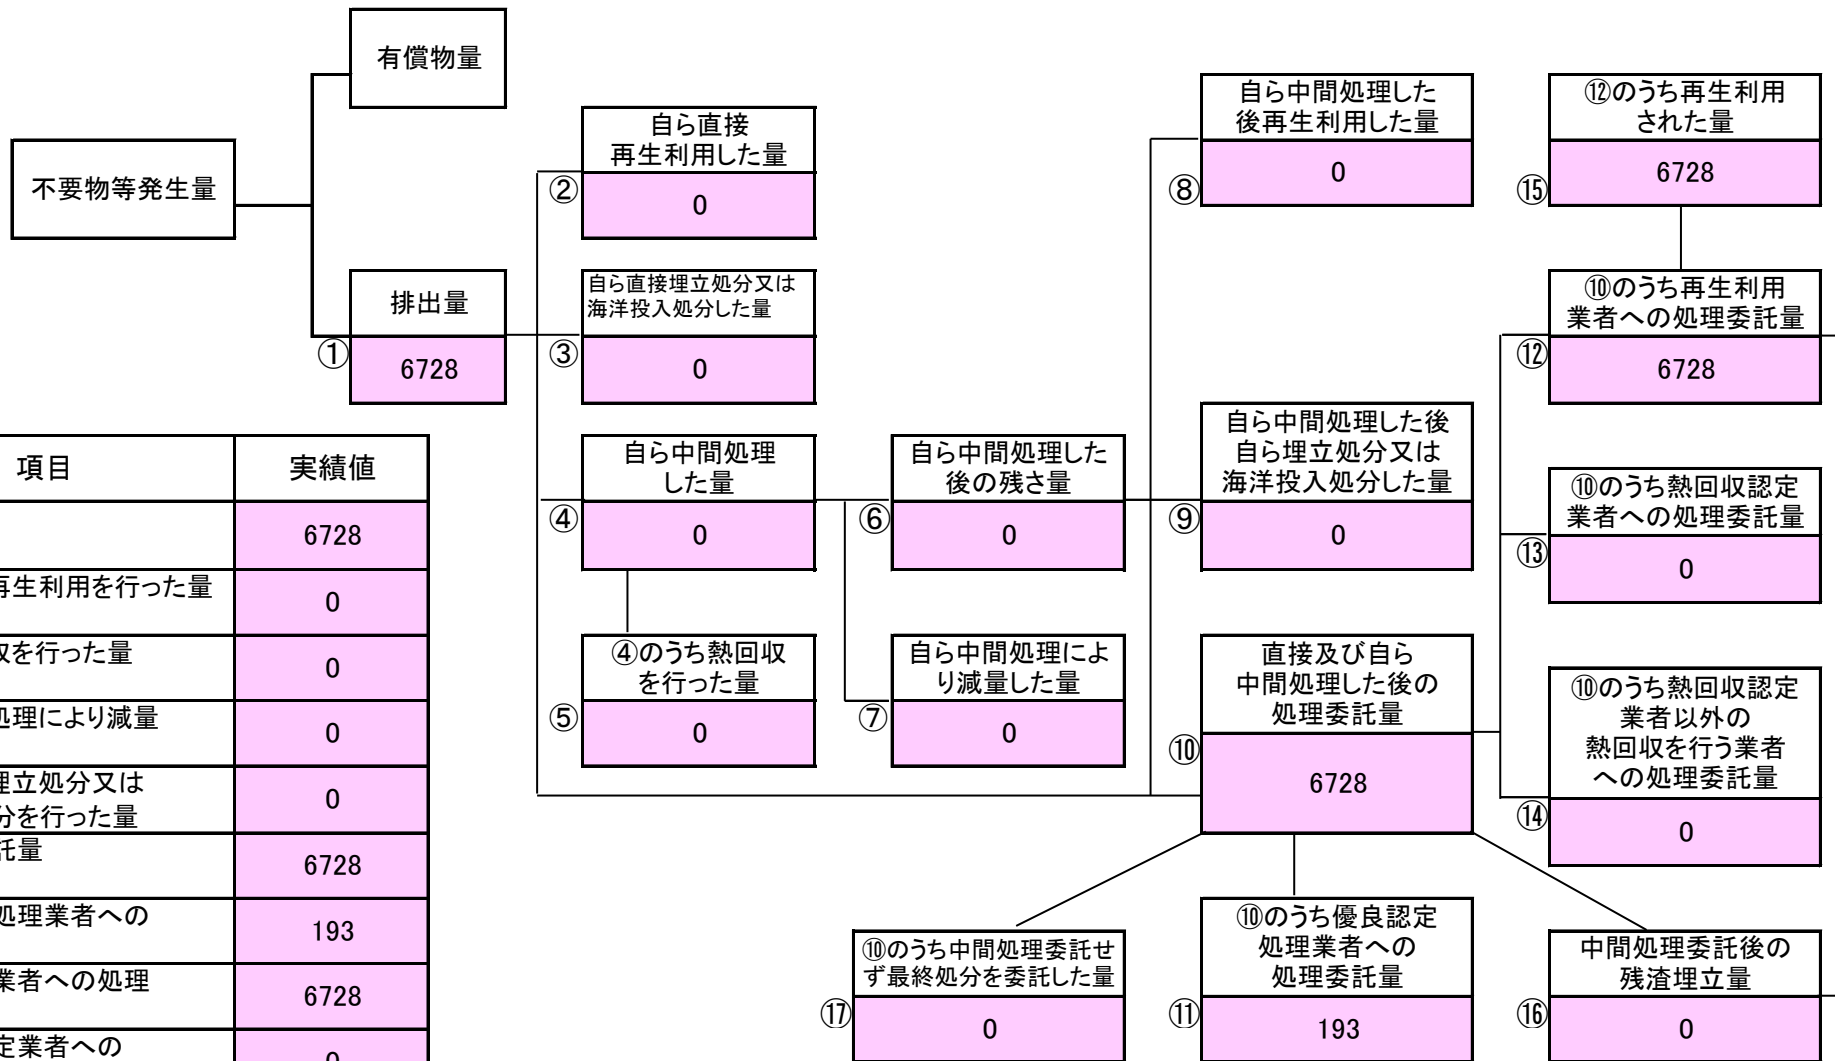 有償物量
不要物等発生量
排出量
①
6728
自ら直接
再生利用した量
②
0
自ら直接埋立処分又は
海洋投入処分した量
③
0
自ら中間処理
した量
④
0
④のうち熱回収
を行った量
⑤
0
自ら中間処理した
後の残さ量
⑥
0
自ら中間処理によ
り減量した量
⑦
0
自ら中間処理した
後再生利用した量
⑧
0
自ら中間処理した後
自ら埋立処分又は
海洋投入処分した量
⑨
0
直接及び自ら
中間処理した後の
処理委託量
⑩
6728
⑫のうち再生利用
された量
⑮
6728
⑩のうち再生利用
業者への処理委託量
⑫
6728
⑩のうち熱回収認定
業者への処理委託量
⑬
0
⑩のうち熱回収認定
業者以外の
熱回収を行う業者
への処理委託量
⑭
0
⑩のうち中間処理委託せ
ず最終処分を委託した量
⑰
0
⑩のうち優良認定
処理業者への
処理委託量
⑪
193
中間処理委託後の
残渣埋立量
⑯
0
項目 実績値
6728
再生利用を行った量 0
を行った量 0
処理により減量 0
埋立処分又は
を行った量 0
託量 6728
処理業者への 193
業者への処理 6728
定業者への 0